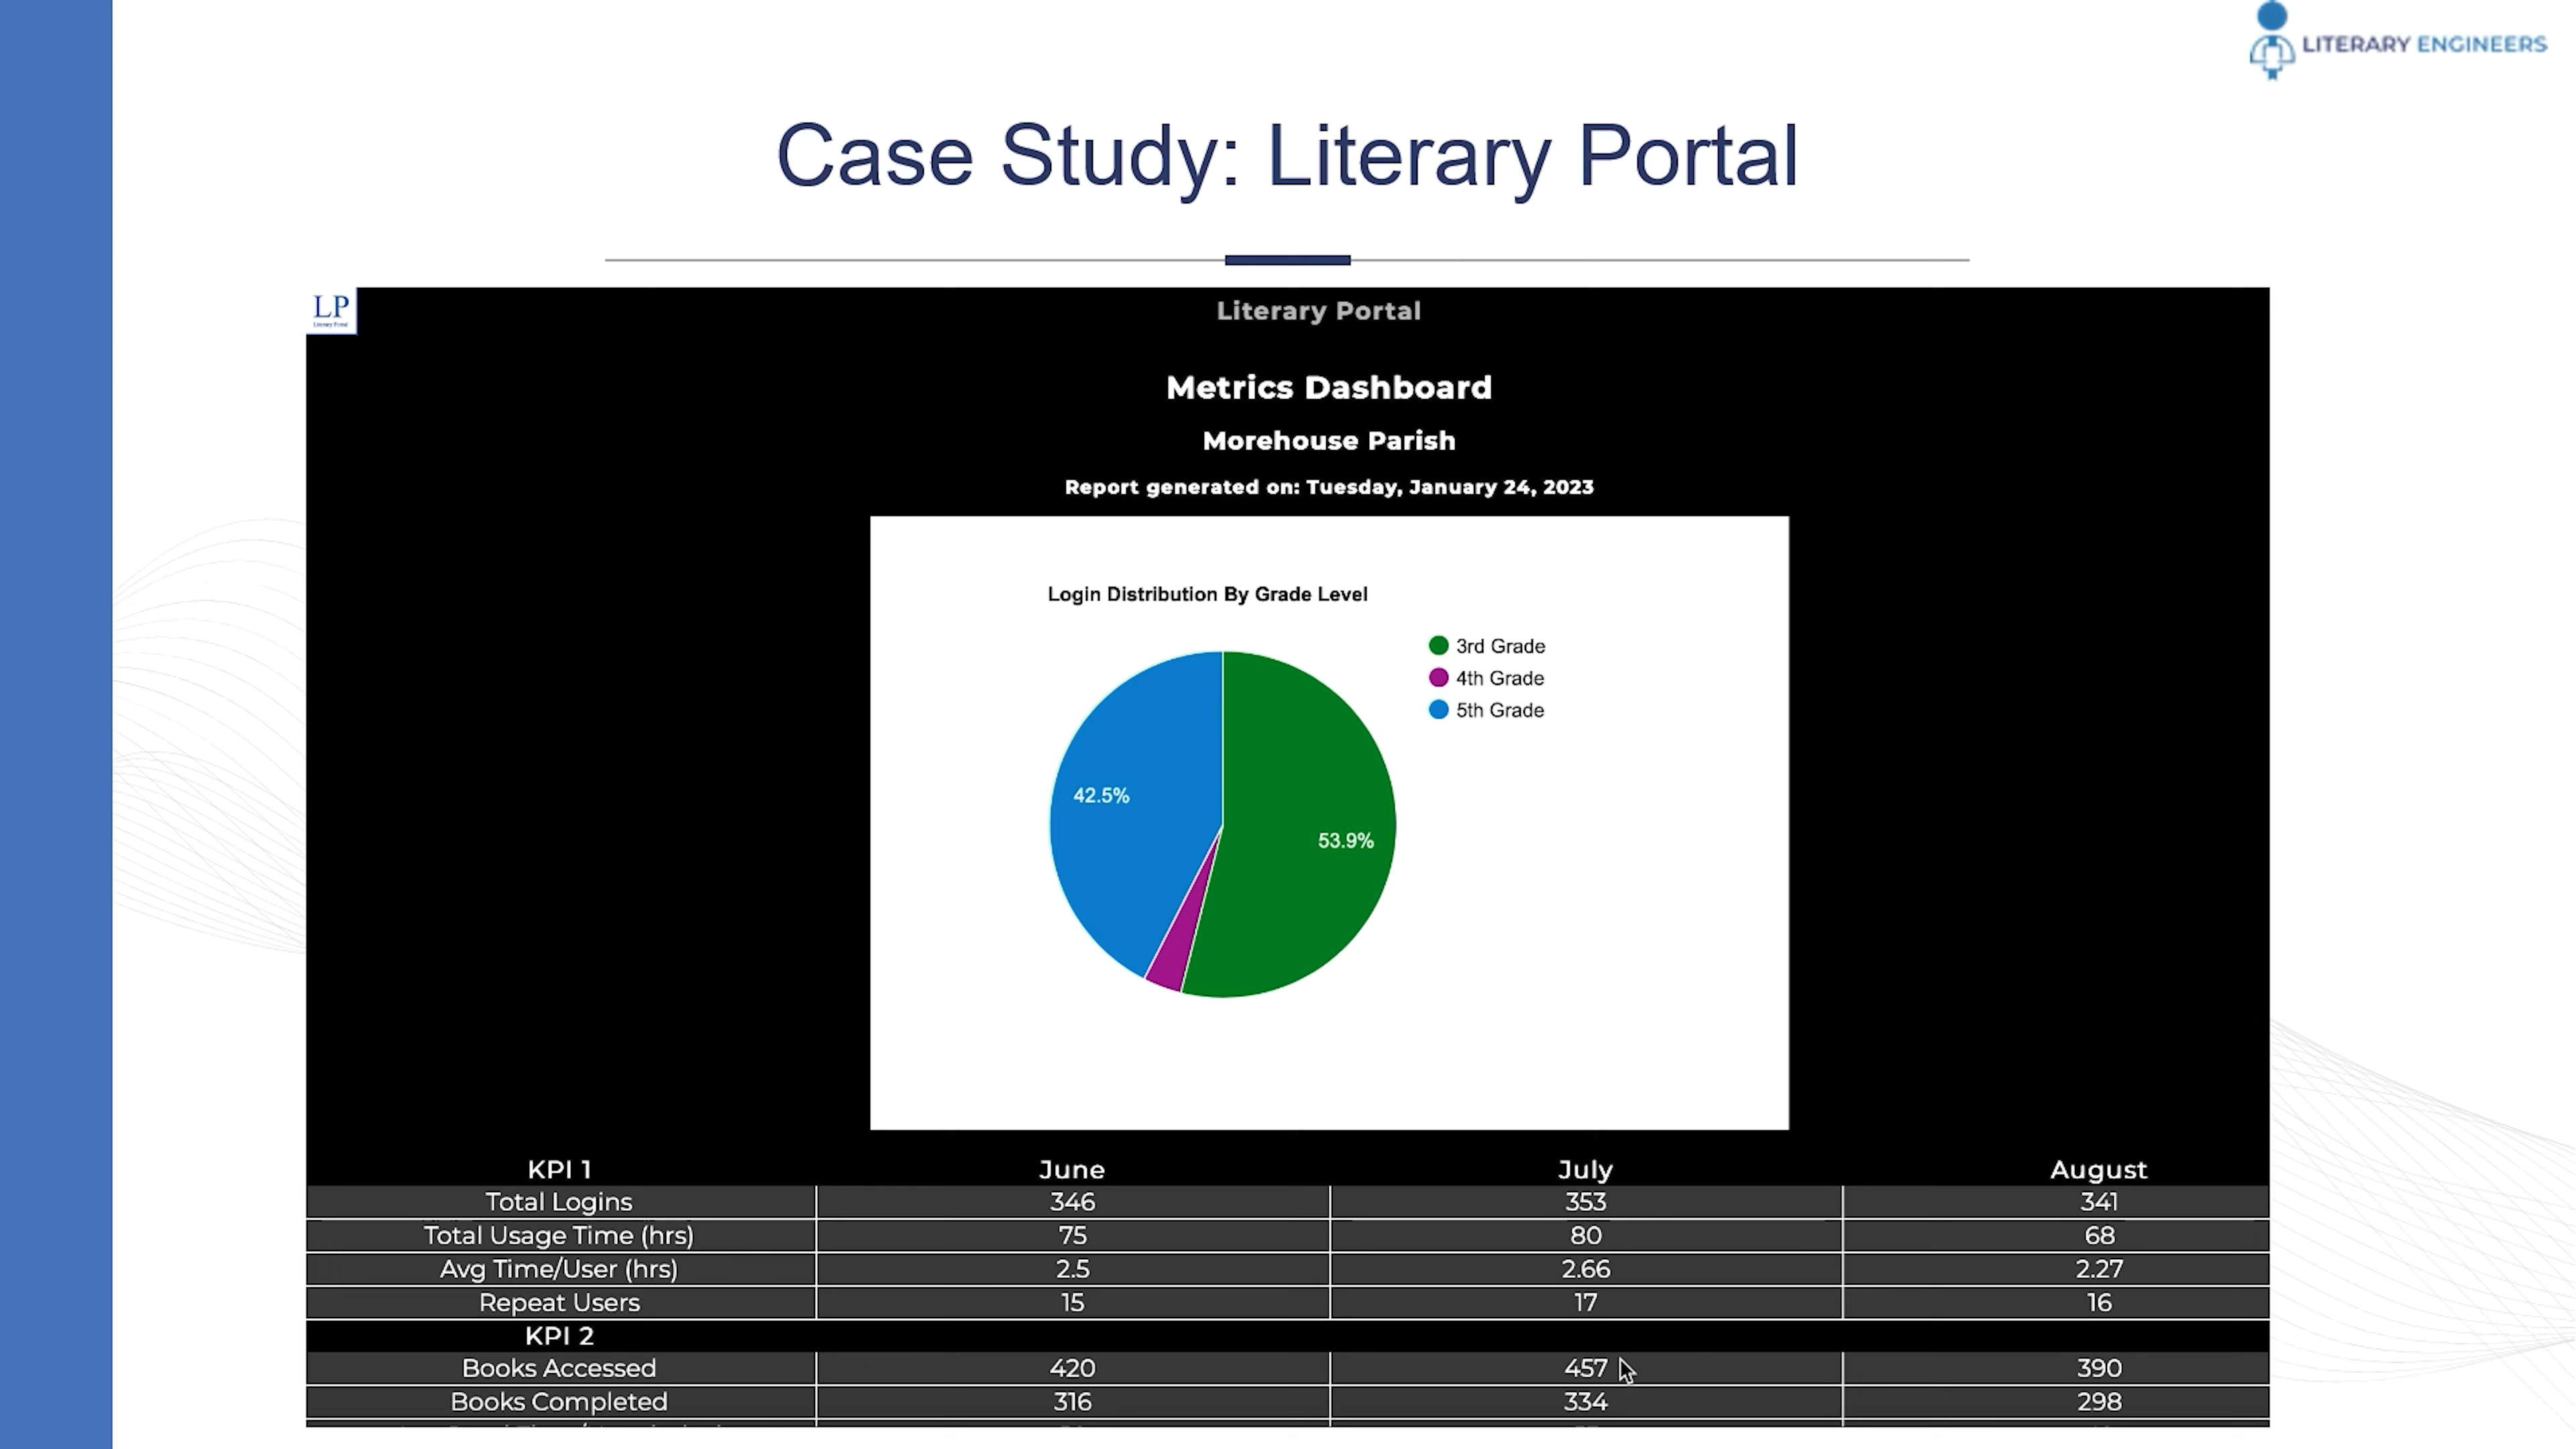 LITERARY ENGINEERS
Case Study: Literary Portal
LP
Literary Portal
Literary Portal
Metrics Dashboard
Morehouse Parish
Report generated on: Tuesday, January 24, 2023
Login Distribution By Grade Level
3rd Grade
4th Grade
5th Grade
42.5%
53.9%
KPI 1 June July August
Total Logins 346 353 341
Total Usage Time (hrs) 75 80 68
Avg Time/User (hrs) 2.5 2.66 2.27
Repeat Users 15 17 16
KPI 2
Books Accessed 420 457 390
Books Completed 316 334 298